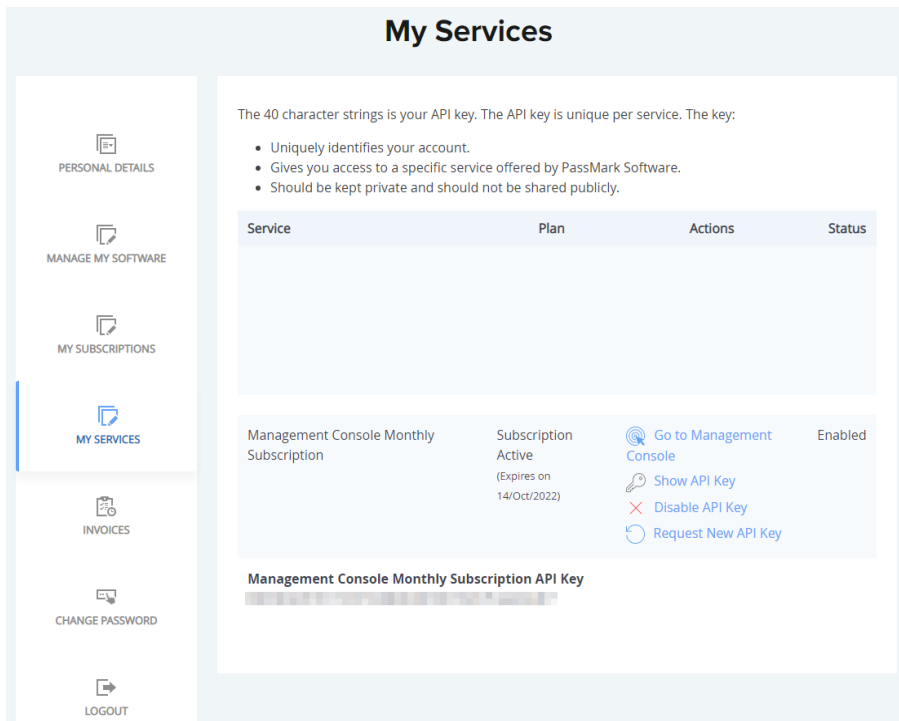 My Services
PERSONAL DETAILS
MANAGE MY SOFTWARE
MY SUBSCRIPTIONS
MY SERVICES
INVOICES
CHANGE PASSWORD
LOGOUT
The 40 character strings is your API key. The API key is unique per service. The key:
Uniquely identifies your account.
Gives you access to a specific service offered by PassMark Software.
Should be kept private and should not be shared publicly.
Service Plan Actions Status
Management Console Monthly
Subscription
Subscription
Active
(Expires on
14/Oct/2022)
Go to Management
Console
Show API Key
Disable API Key
Request New API Key
Enabled
Management Console Monthly Subscription API Key